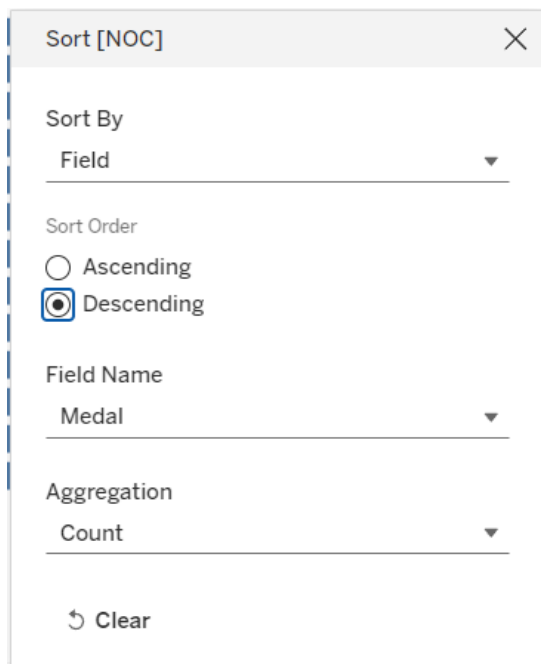 Sort [NOC]
Sort By
Field
Sort Order
Ascending
Descending
Field Name
Medal
Aggregation
Count
Clear